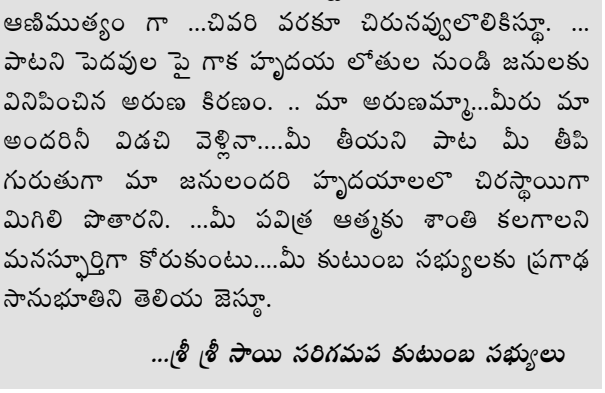 ఆణిముత్యం గా ...చివరి వరకూ చిరునవ్వులొలికిస్తూ. ...
పాటని పెదవుల పై గాక హృదయ లోతుల నుండి జనులకు
వినిపించిన అరుణ కిరణం. .. మా అరుణమ్మా...మీరు మా
అందరినీ విడచి వెళ్లినా....మీ తీయని పాట మీ తీపి
గురుతుగా మా జనులందరి హృదయాలలొ చిరస్థాయిగా
మిగిలి పొతారని. ...మీ పవిత్ర ఆత్మకు శాంతి కలగాలని
మనస్ఫూర్తిగా కోరుకుంటు....మీ కుటుంబ సభ్యులకు ప్రగాఢ
సానుభూతిని తెలియ జెస్తూ.
...శ్రీ శ్రీ సాయి సరిగమప కుటుంబ సభ్యులు